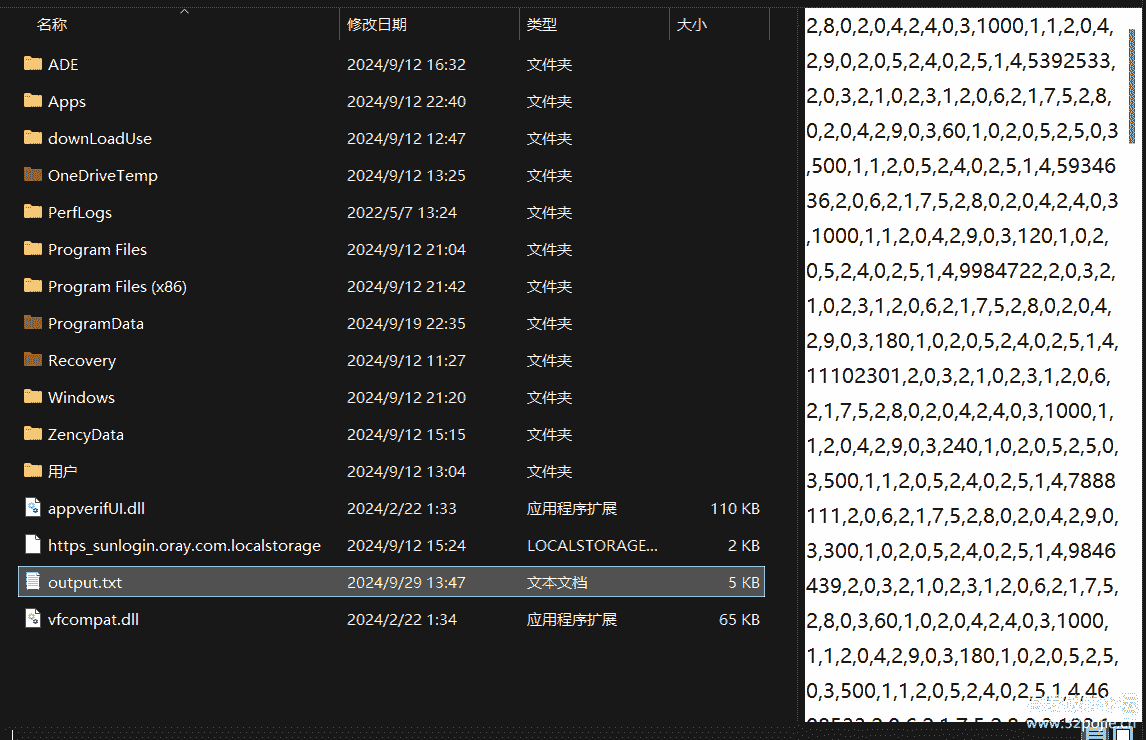 名称 修改日期 类型 大小
ADE 2024/9/12 16:32 文件夹
Apps 2024/9/12 22:40 文件夹
downLoadUse 2024/9/12 12:47 文件夹
OneDriveTemp 2024/9/12 13:25 文件夹
PerfLogs 2022/5/7 13:24 文件夹
Program Files 2024/9/12 21:04 文件夹
Program Files (x86) 2024/9/12 21:42 文件夹
ProgramData 2024/9/19 22:35 文件夹
Recovery 2024/9/12 11:27 文件夹
Windows 2024/9/12 21:20 文件夹
ZencyData 2024/9/12 15:15 文件夹
用户 2024/9/12 13:04 文件夹
appverifUI.dll 2024/2/22 1:33 应用程序扩展 110 KB
https_sunlogin.oray.com.localstorage 2024/9/12 15:24 LOCALSTORAGE... 2 KB
output.txt 2024/9/29 13:47 文本文档 5 KB
vfcompat.dll 2024/2/22 1:34 应用程序扩展 65 KB
2,8,0,2,0,4,2,4,0,3,1000,1,1,2,0,4,
2,9,0,2,0,5,2,4,0,2,5,1,4,5392533,
2,0,3,2,1,0,2,3,1,2,0,6,2,1,7,5,2,8,
0,2,0,4,2,9,0,3,60,1,0,2,0,5,2,5,0,3
,500,1,1,2,0,5,2,4,0,2,5,1,4,59346
36,2,0,6,2,1,7,5,2,8,0,2,0,4,2,4,0,3
,1000,1,1,2,0,4,2,9,0,3,120,1,0,2,
0,5,2,4,0,2,5,1,4,9984722,2,0,3,2,
1,0,2,3,1,2,0,6,2,1,7,5,2,8,0,2,0,4,
2,9,0,3,180,1,0,2,0,5,2,4,0,2,5,1,4,
11102301,2,0,3,2,1,0,2,3,1,2,0,6,
2,1,7,5,2,8,0,2,0,4,2,4,0,3,1000,1,
1,2,0,4,2,9,0,3,240,1,0,2,0,5,2,5,0,
3,500,1,1,2,0,5,2,4,0,2,5,1,4,7888
111,2,0,6,2,1,7,5,2,8,0,2,0,4,2,9,0,
3,300,1,0,2,0,5,2,4,0,2,5,1,4,9846
439,2,0,3,2,1,0,2,3,1,2,0,6,2,1,7,5,
2,8,0,3,60,1,0,2,0,4,2,4,0,3,1000,
1,1,2,0,4,2,9,0,3,180,1,0,2,0,5,2,5,
0,3,500,1,1,2,0,5,2,4,0,2,5,1,4,46
www.52pojie.cn